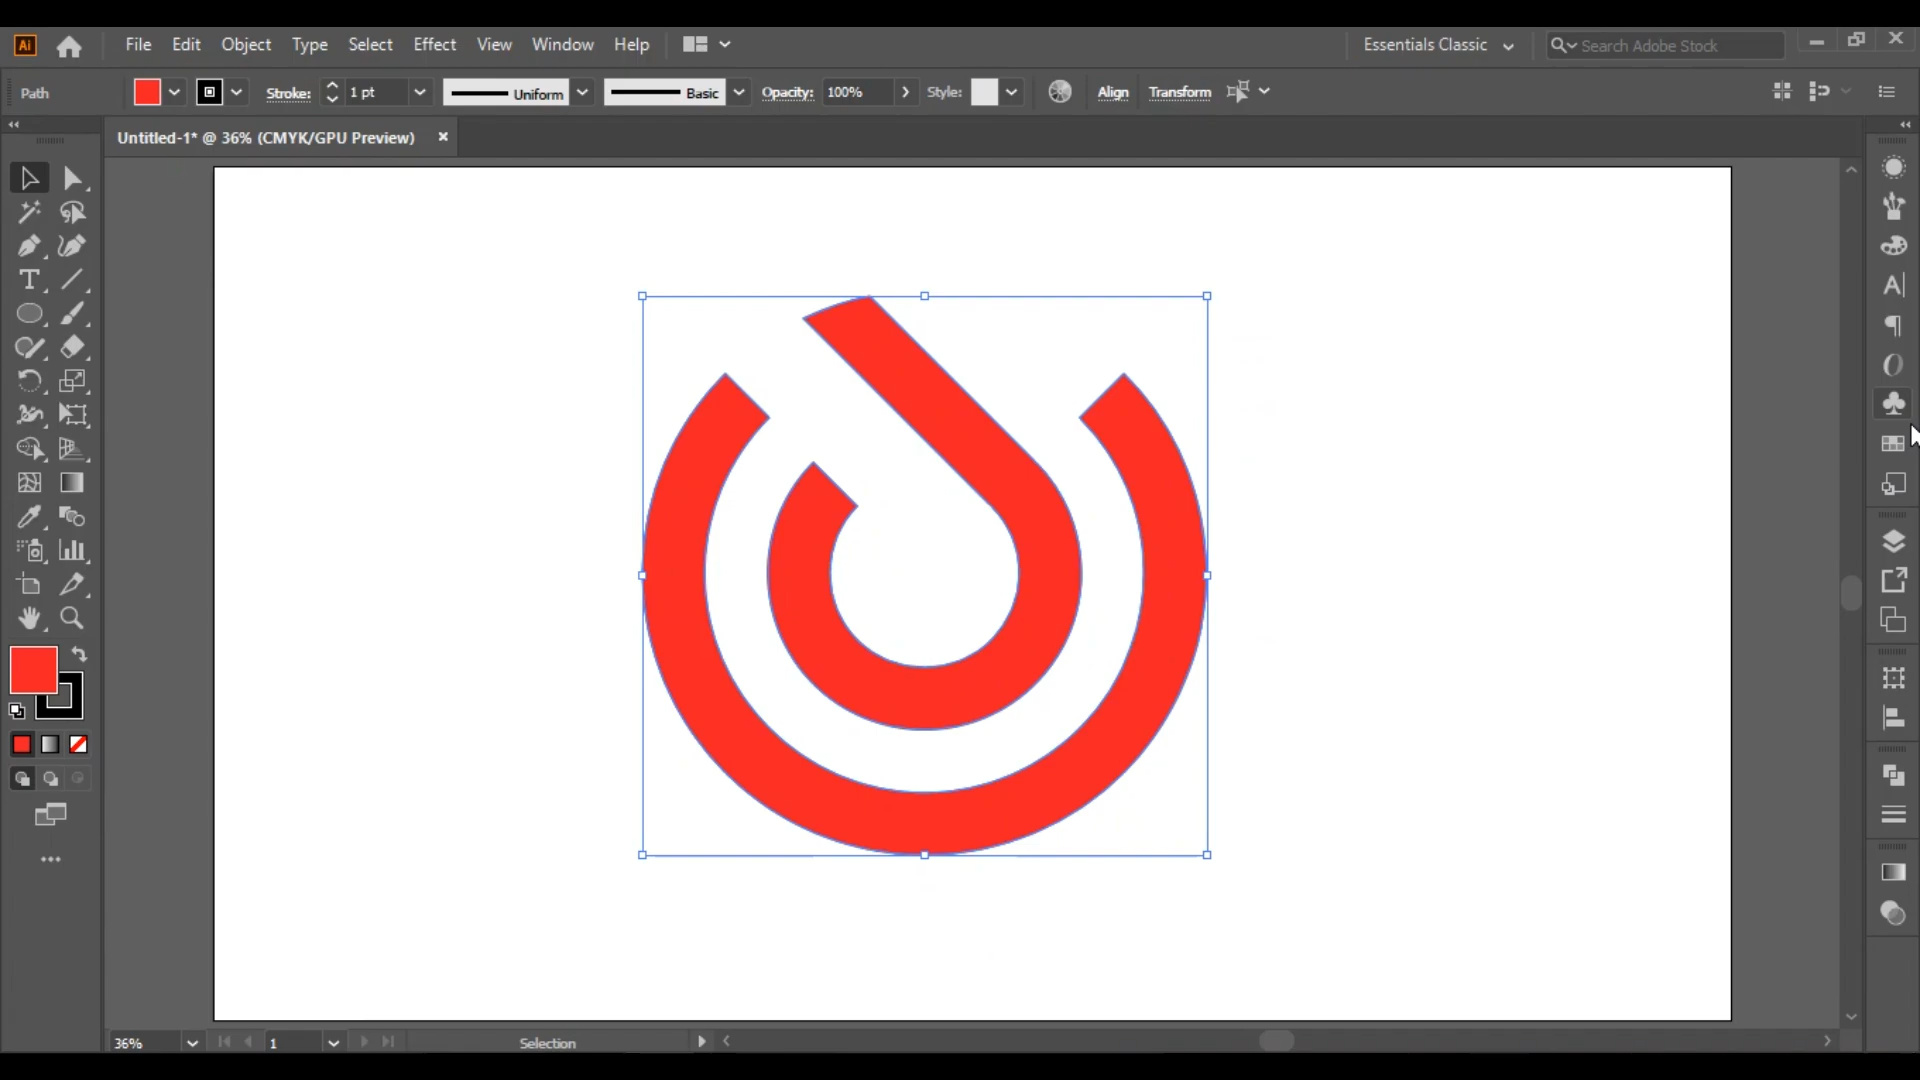 Ai File Edit Object Type Select Effect View Window Help Essentials Classic Search Adobe Stock
Path Stroke: 1 pt Uniform Basic Opacity: 100% Style: Align Transform
Untitled-1* @ 36% (CMYK/GPU Preview) ×
36% 1 Selection